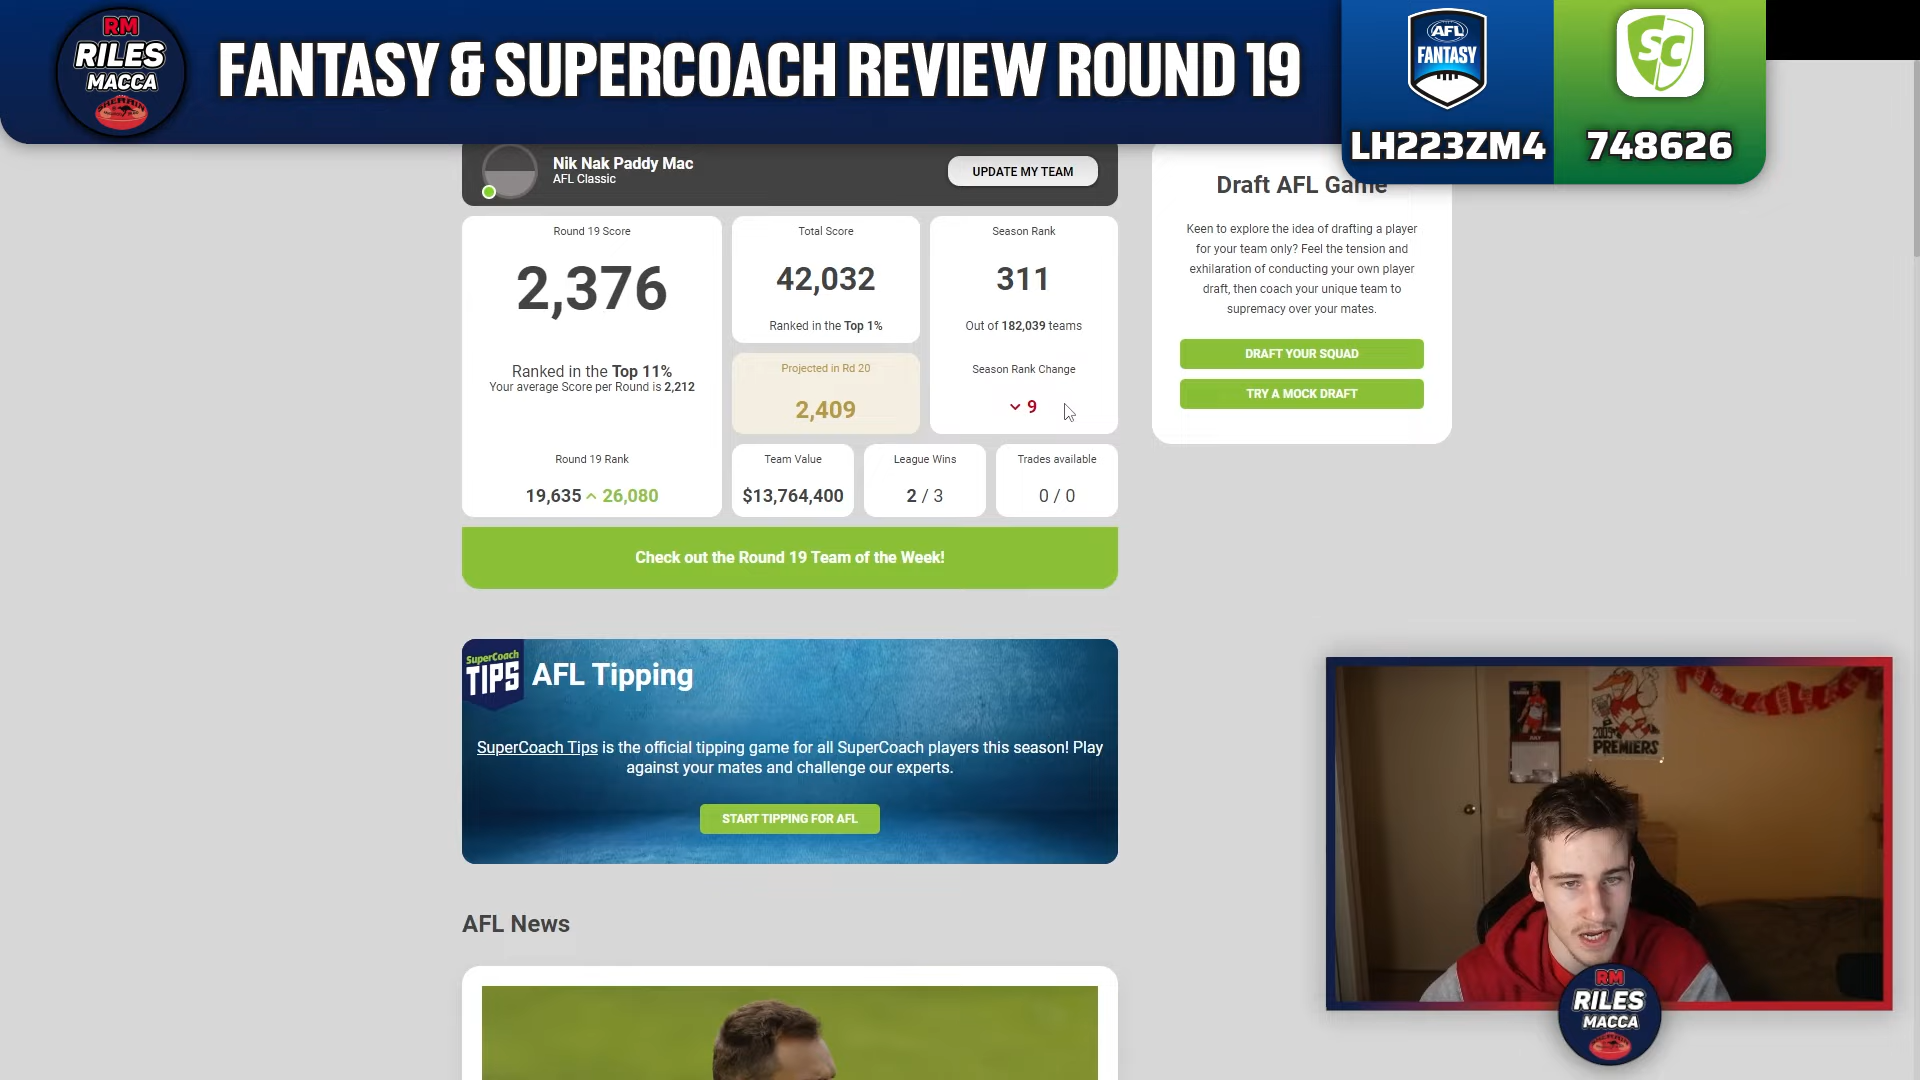 RM
RILES
MACCA
FANTASY & SUPERCOACH REVIEW ROUND 19
AFL
FANTASY
LH223ZM4
SC
748626
Nik Nak Paddy Mac
AFL Classic
UPDATE MY TEAM
Round 19 Score
2,376
Ranked in the Top 11%
Your average Score per Round is 2,212
Round 19 Rank
19,635 26,080
Total Score
42,032
Ranked in the Top 1%
Projected in Rd 20
2,409
Season Rank
311
Out of 182,039 teams
Season Rank Change
9
Team Value
$13,764,400
League Wins
2 / 3
Trades available
0 / 0
Check out the Round 19 Team of the Week!
Draft AFL Game
Keen to explore the idea of drafting a player
for your team only? Feel the tension and
exhilaration of conducting your own player
draft, then coach your unique team to
supremacy over your mates.
DRAFT YOUR SQUAD
TRY A MOCK DRAFT
SuperCoach
TIPS
AFL Tipping
SuperCoach Tips is the official tipping game for all SuperCoach players this season! Play
against your mates and challenge our experts.
START TIPPING FOR AFL
AFL News
2005
PREMIERS
RM
RILES
MACCA